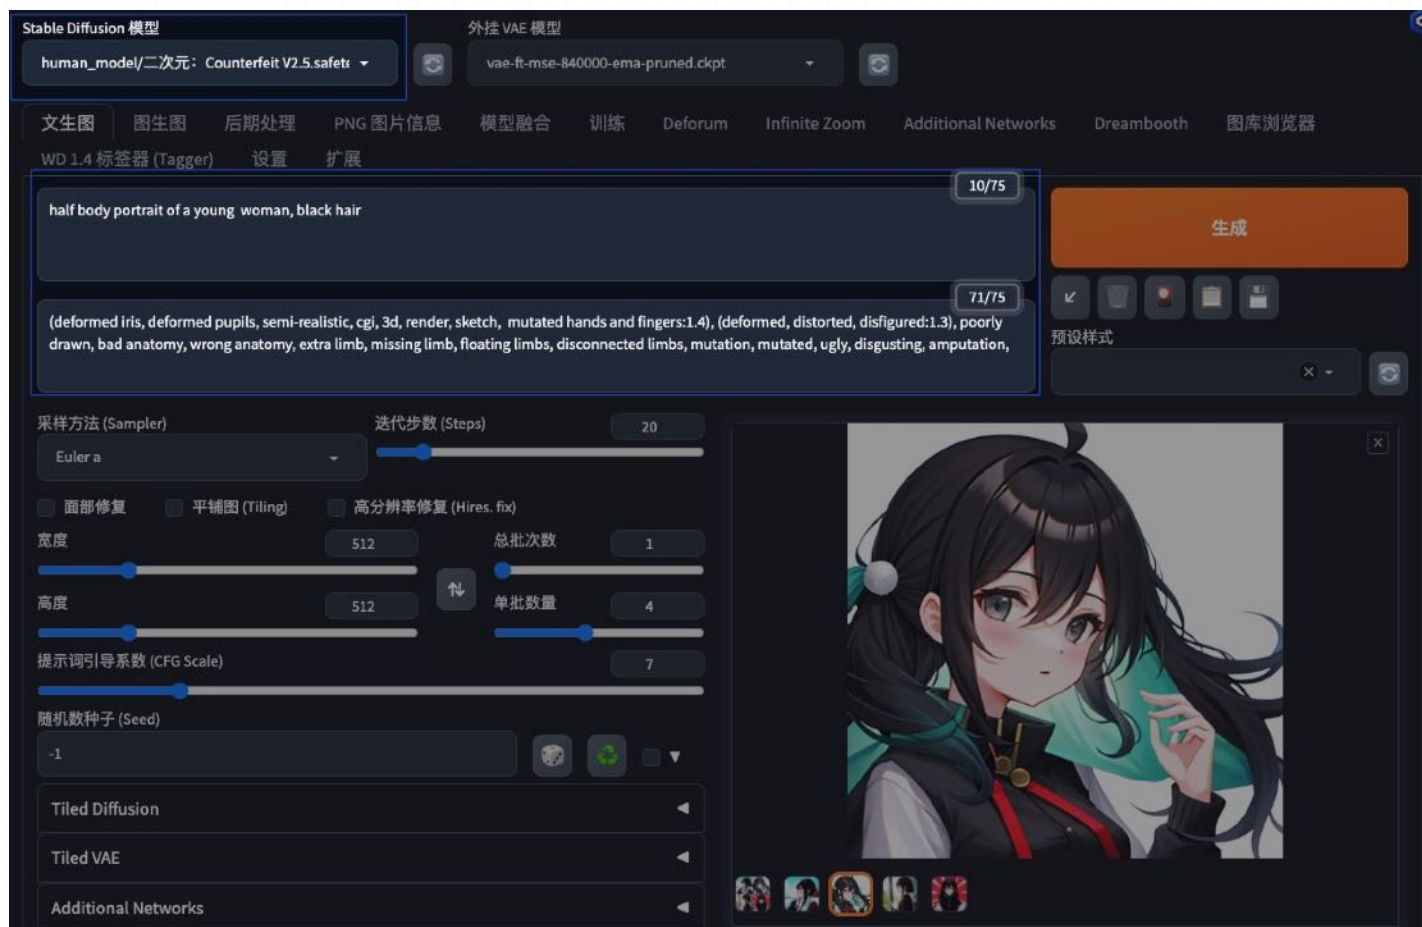 Stable Diffusion 模型
外挂 VAE 模型
human_model/二次元：Counterfeit V2.5.safete
vae-ft-mse-840000-ema-pruned.ckpt
文生图 图生图 后期处理 PNG 图片信息 模型融合 训练 Deforum Infinite Zoom Additional Networks Dreambooth 图库浏览器
WD 1.4 标签器 (Tagger) 设置 扩展
10/75
half body portrait of a young woman, black hair
生成
71/75
(deformed iris, deformed pupils, semi-realistic, cgi, 3d, render, sketch, mutated hands and fingers:1.4), (deformed, distorted, disfigured:1.3), poorly
drawn, bad anatomy, wrong anatomy, extra limb, missing limb, floating limbs, disconnected limbs, mutation, mutated, ugly, disgusting, amputation,
预设样式
采样方法 (Sampler)
迭代步数 (Steps)
20
Euler a
面部修复 平铺图 (Tiling) 高分辨率修复 (Hires. fix)
宽度
512
总批次数
1
高度
512
单批数量
4
提示词引导系数 (CFG Scale)
7
随机数种子 (Seed)
-1
Tiled Diffusion
Tiled VAE
Additional Networks